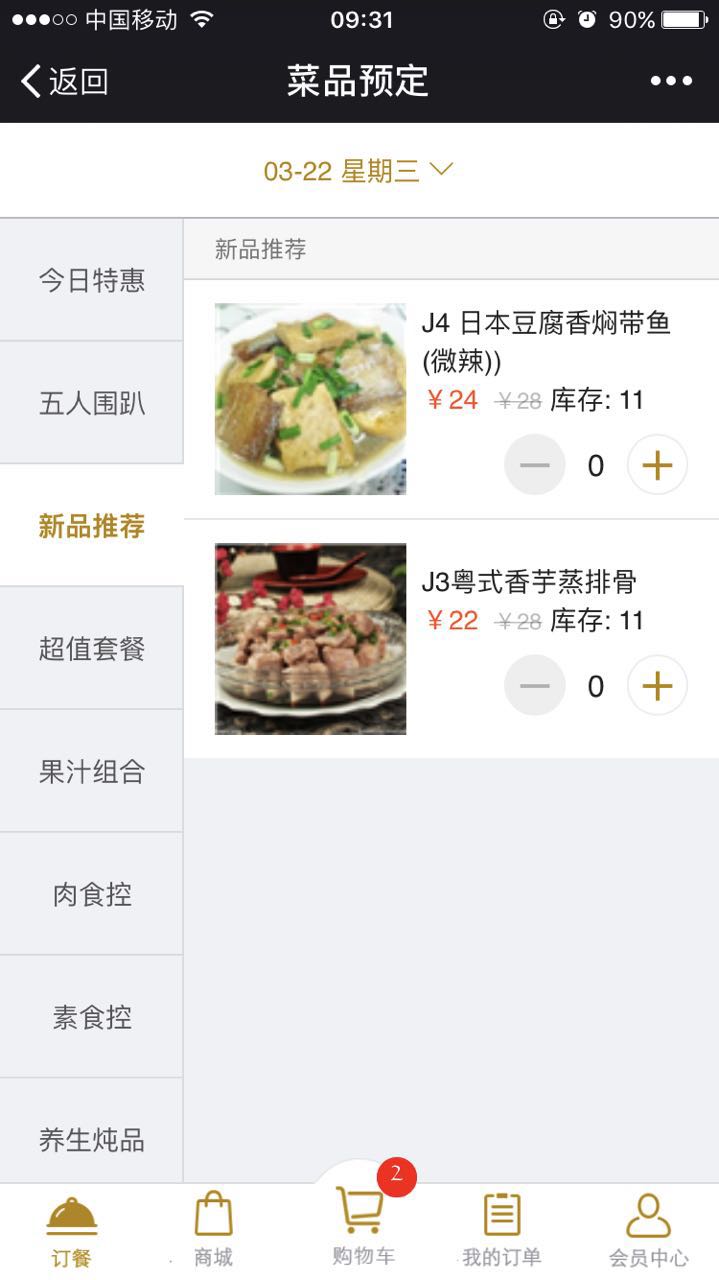 中国移动 09:31 90%
返回 菜品预定
03-22 星期三
今日特惠
五人围趴
新品推荐
超值套餐
果汁组合
肉食控
素食控
养生炖品
新品推荐
J4 日本豆腐香焖带鱼
(微辣))
¥24 ¥28 库存: 11
0
J3粤式香芋蒸排骨
¥22 ¥28 库存: 11
0
2
订餐 商城 购物车 我的订单 会员中心